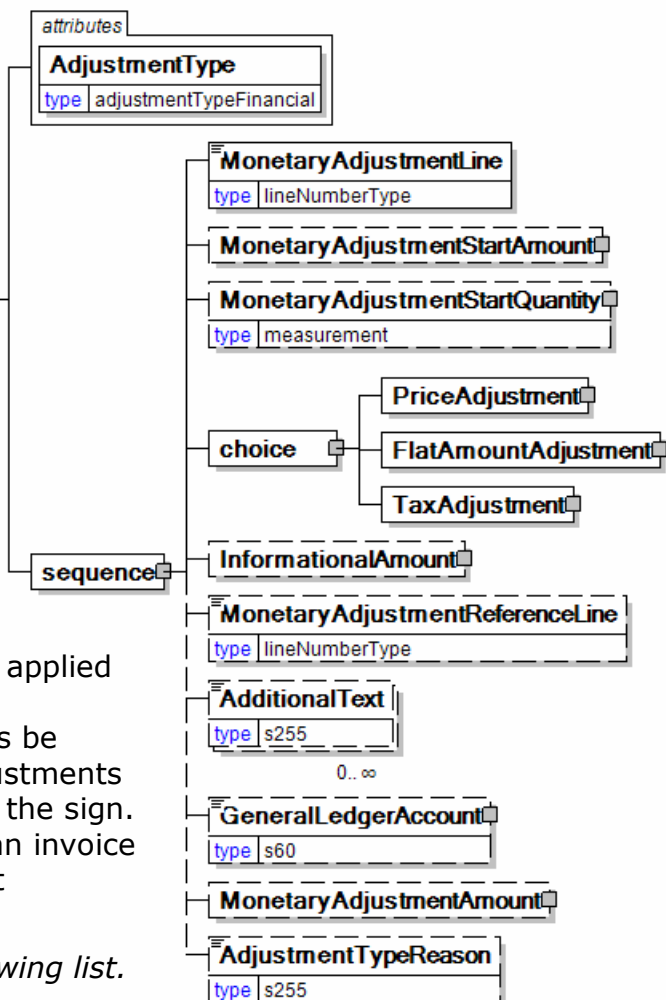 attributes
AdjustmentType
type adjustmentTypeFinancial
MonetaryAdjustmentLine
type lineNumberType
MonetaryAdjustmentStartAmount
MonetaryAdjustmentStartQuantity
type measurement
choice
PriceAdjustment
FlatAmountAdjustment
TaxAdjustment
sequence
InformationalAmount
MonetaryAdjustmentReferenceLine
type lineNumberType
AdditionalText
type s255
0.. ∞
GeneralLedgerAccount
type s60
MonetaryAdjustmentAmount
AdjustmentTypeReason
type s255
applied
s be
ustments
the sign.
an invoice
t
wing list.